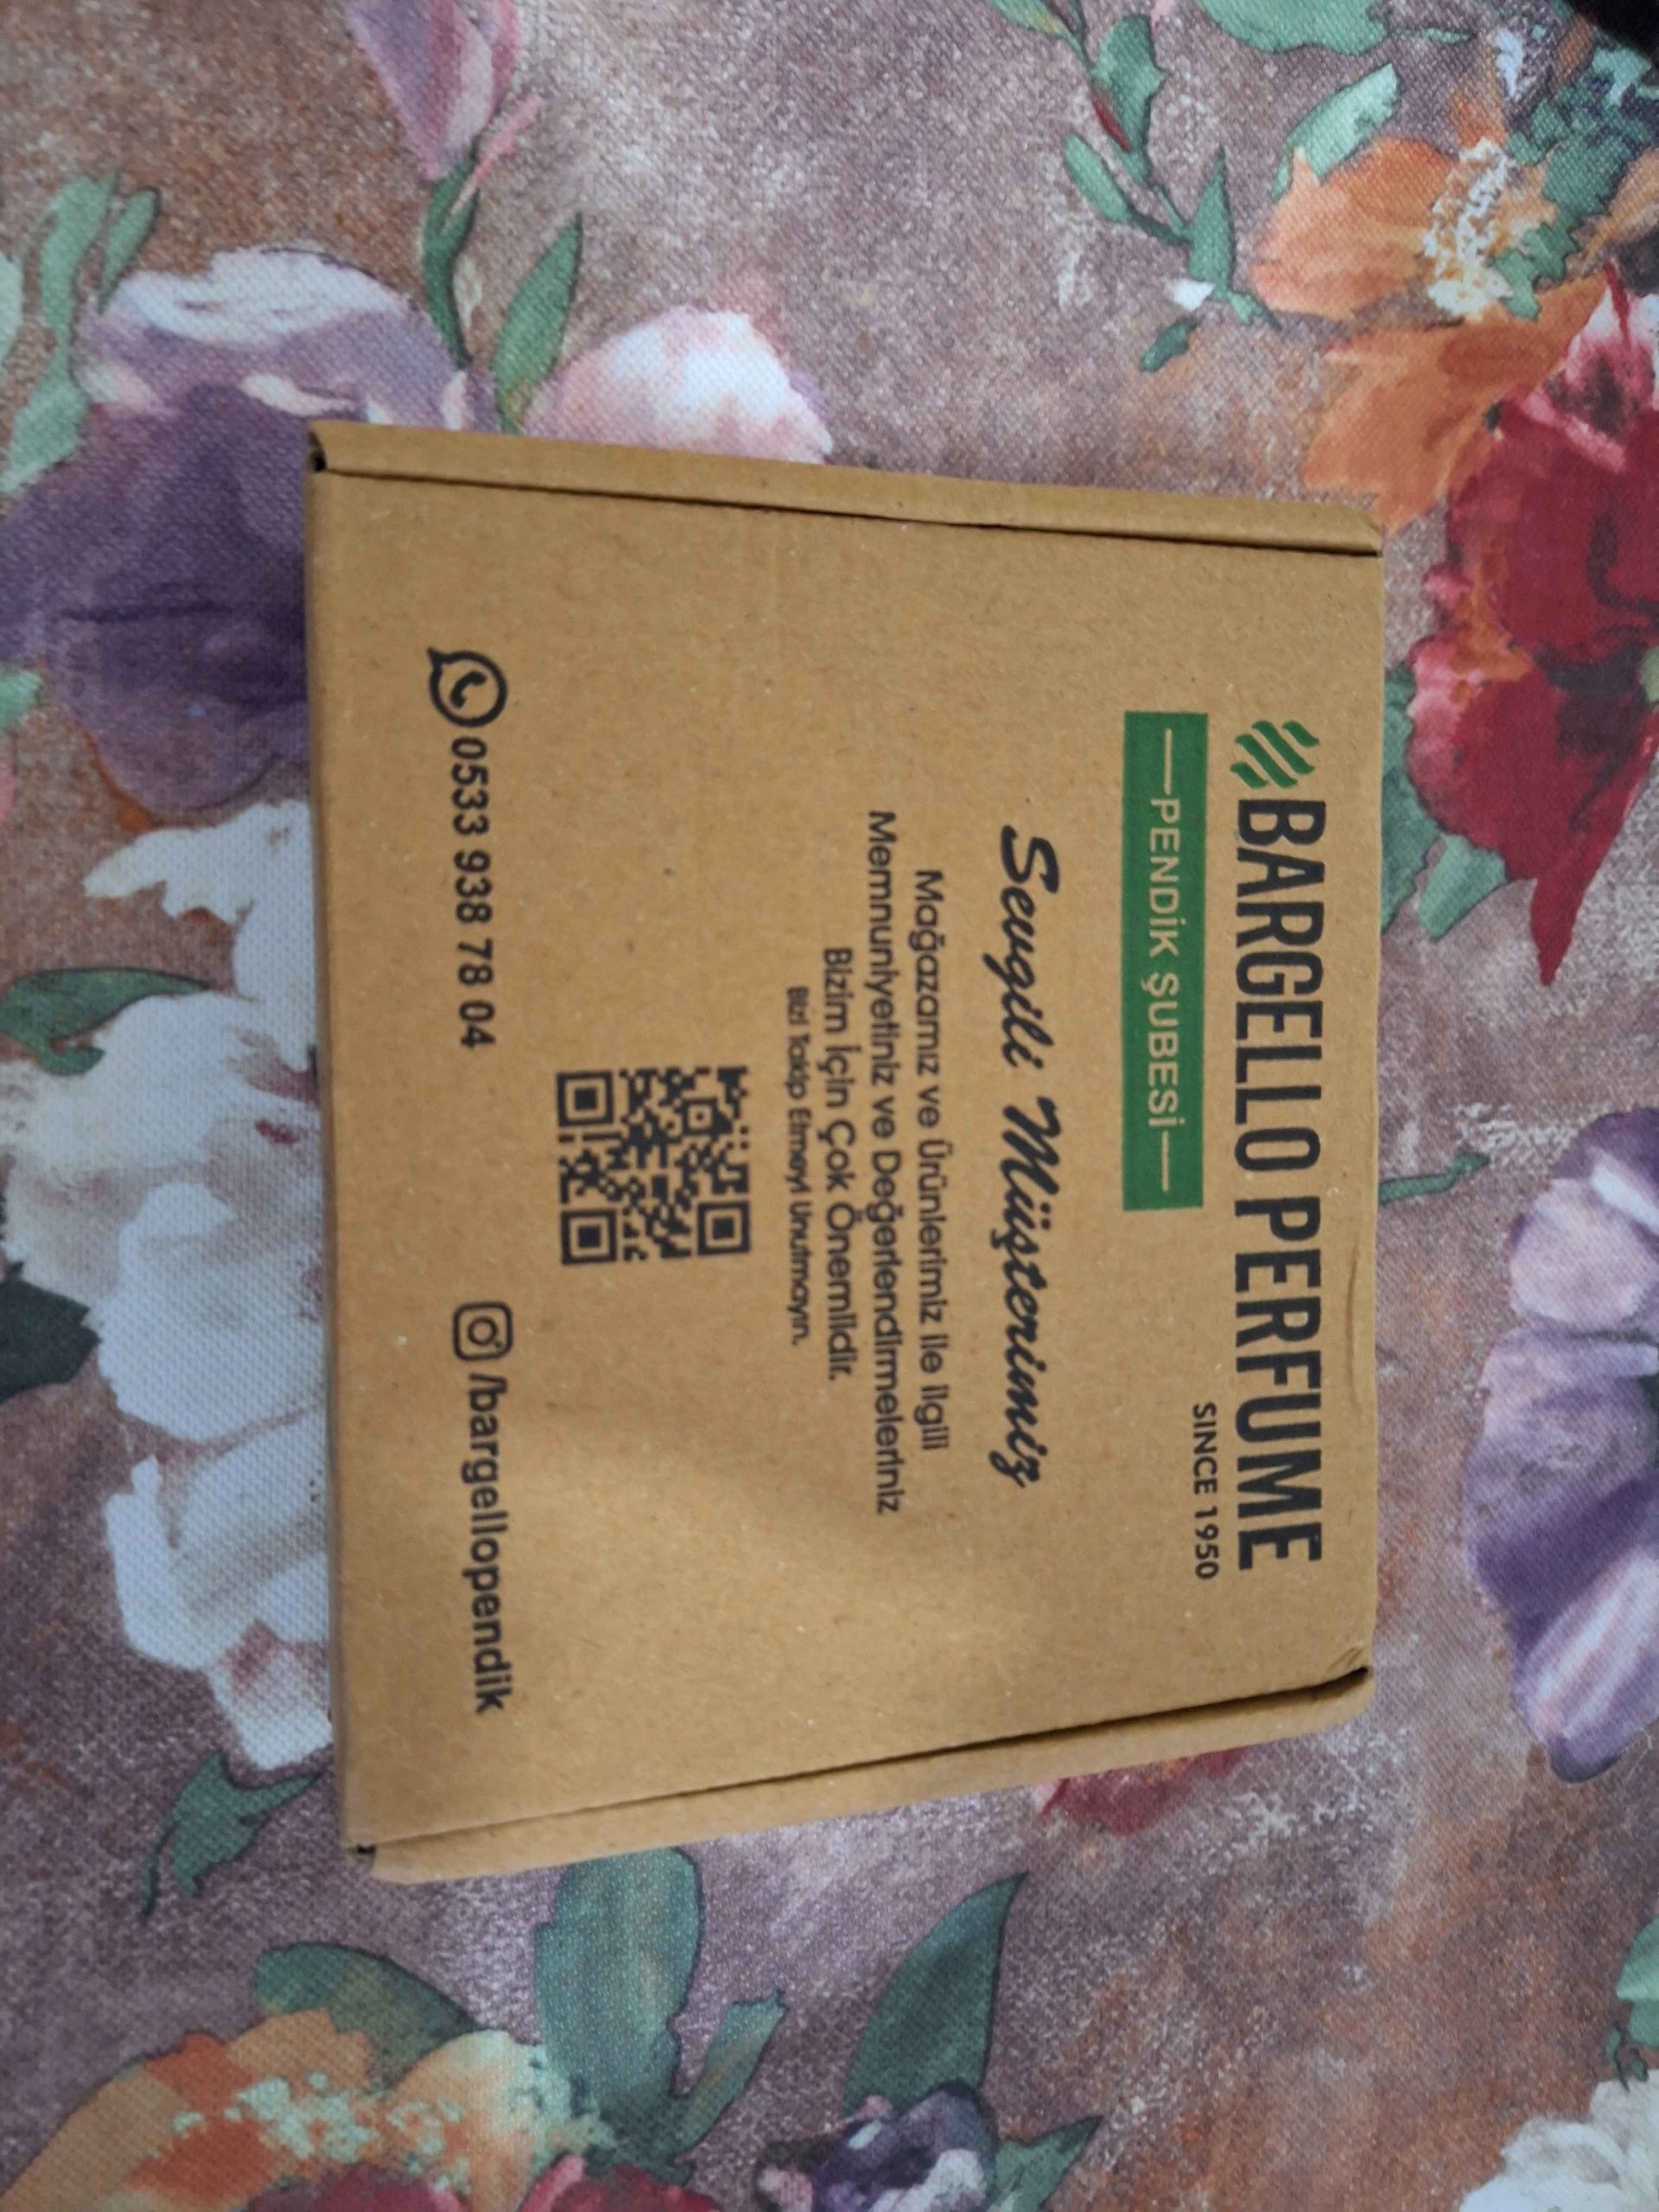 BARGELLO PERFUME
SINCE 1950
PENDİK ŞUBESİ
Sevgili Müşterimiz
Mağazamız ve Ürünlerimiz ile ilgili
Memnuniyetiniz ve Değerlendirmeleriniz
Bizim İçin Çok Önemlidir.
Bizi Takip Etmeyi Unutmayın.
0533 938 78 04
/bargellopendik